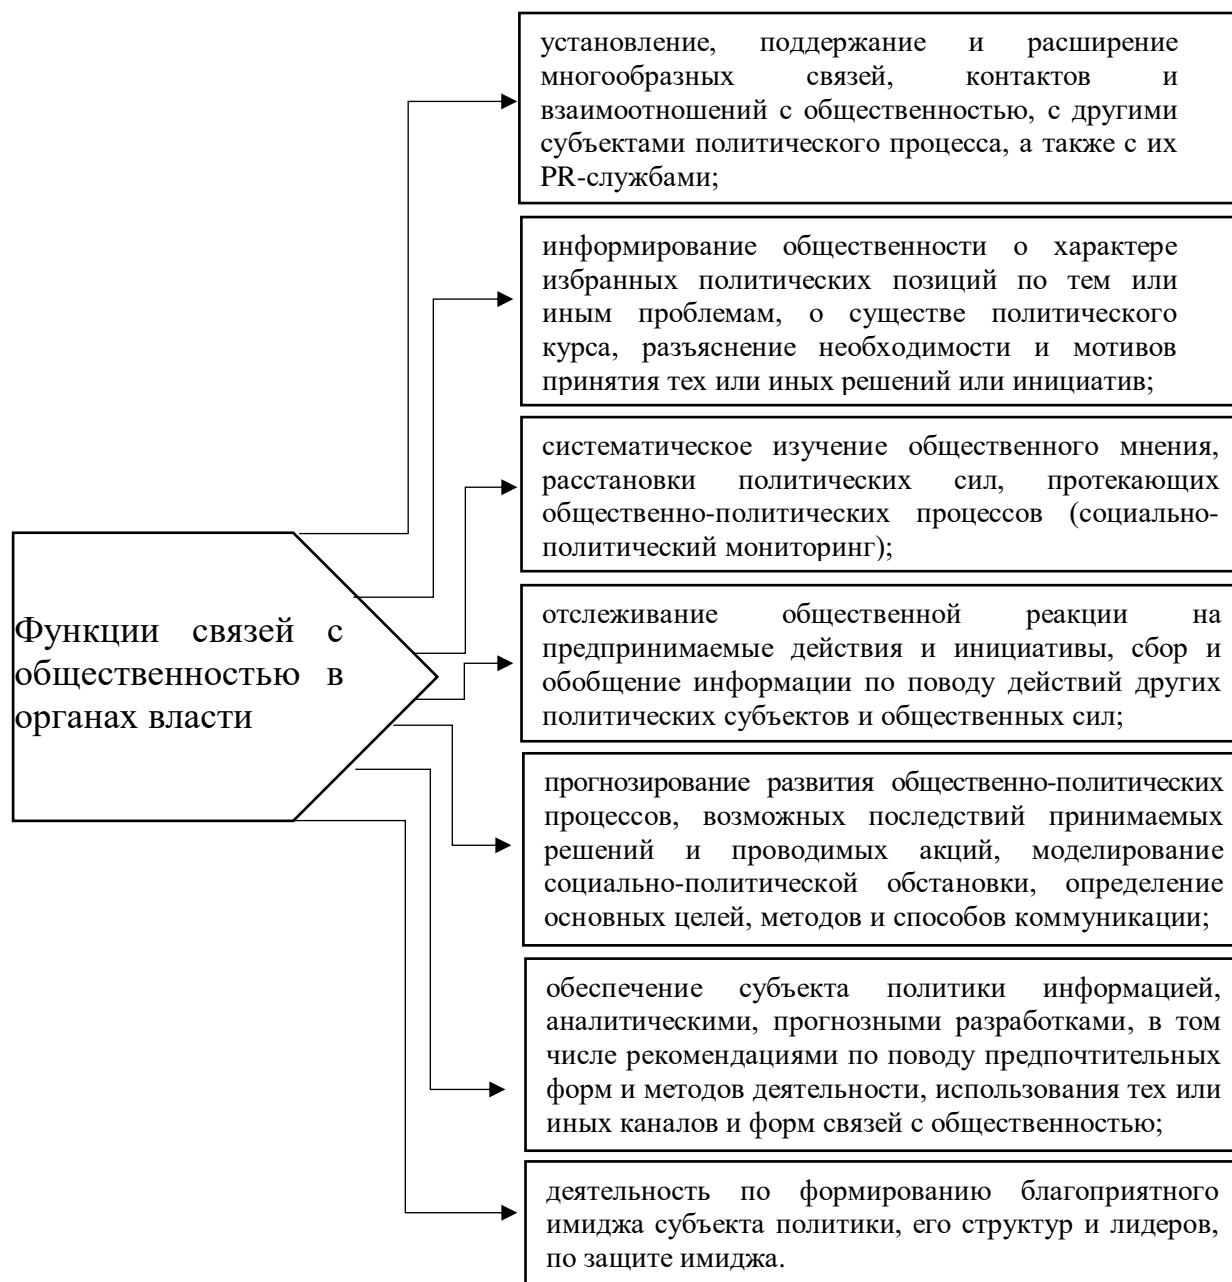 установление, поддержание и расширение
многообразных связей, контактов и
взаимоотношений с общественностью, с другими
субъектами политического процесса, а также с их
PR-службами;
информирование общественности о характере
избранных политических позиций по тем или
иным проблемам, о существе политического
курса, разъяснение необходимости и мотивов
принятия тех или иных решений или инициатив;
систематическое изучение общественного мнения,
расстановки политических сил, протекающих
общественно-политических процессов (социально-
политический мониторинг);
Функции связей с
общественностью в
органах власти
отслеживание общественной реакции на
предпринимаемые действия и инициативы, сбор и
обобщение информации по поводу действий других
политических субъектов и общественных сил;
прогнозирование развития общественно-политических
процессов, возможных последствий принимаемых
решений и проводимых акций, моделирование
социально-политической обстановки, определение
основных целей, методов и способов коммуникации;
обеспечение субъекта политики информацией,
аналитическими, прогнозными разработками, в том
числе рекомендациями по поводу предпочтительных
форм и методов деятельности, использования тех или
иных каналов и форм связей с общественностью;
деятельность по формированию благоприятного
имиджа субъекта политики, его структур и лидеров,
по защите имиджа.